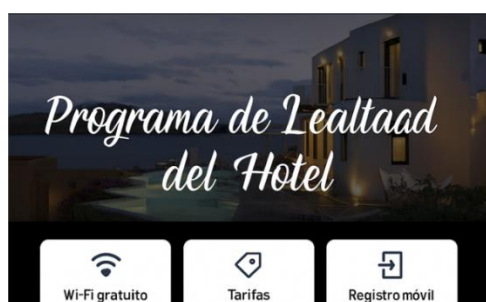 Programa de Lealtaad
del Hotel
Wi-Fi gratuito
Tarifas
Registro móvil